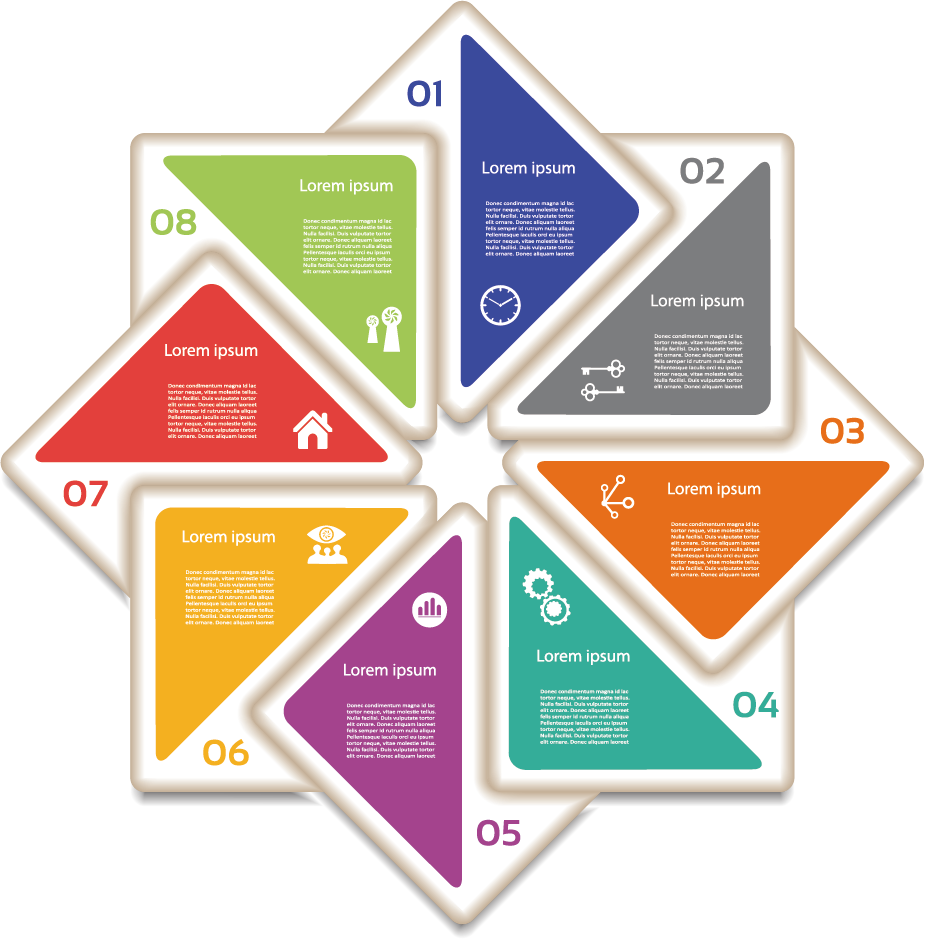 01
Lorem ipsum
Donec condimentum magna id lac
tortor neque, vitae molestie tellus.
Nulla facilisi. Duis vulputate tortor
elit ornare. Donec aliquam laoreet
felis semper id rutrum nulla aliqua
Pellentesque iaculis orci eu ipsum
tortor neque, vitae molestie tellus.
Nulla facilisi. Duis vulputate tortor
elit ornare. Donec aliquam laoreet
02
Lorem ipsum
Donec condimentum magna id lac
tortor neque, vitae molestie tellus.
Nulla facilisi. Duis vulputate tortor
elit ornare. Donec aliquam laoreet
felis semper id rutrum nulla aliqua
Pellentesque iaculis orci eu ipsum
tortor neque, vitae molestie tellus.
Nulla facilisi. Duis vulputate tortor
elit ornare. Donec aliquam laoreet
03
Lorem ipsum
Donec condimentum magna id lac
tortor neque, vitae molestie tellus.
Nulla facilisi. Duis vulputate tortor
elit ornare. Donec aliquam laoreet
felis semper id rutrum nulla aliqua
Pellentesque iaculis orci eu ipsum
tortor neque, vitae molestie tellus.
Nulla facilisi. Duis vulputate tortor
elit ornare. Donec aliquam laoreet
04
Lorem ipsum
Donec condimentum magna id lac
tortor neque, vitae molestie tellus.
Nulla facilisi. Duis vulputate tortor
elit ornare. Donec aliquam laoreet
felis semper id rutrum nulla aliqua
Pellentesque iaculis orci eu ipsum
tortor neque, vitae molestie tellus.
Nulla facilisi. Duis vulputate tortor
elit ornare. Donec aliquam laoreet
05
Lorem ipsum
Donec condimentum magna id lac
tortor neque, vitae molestie tellus.
Nulla facilisi. Duis vulputate tortor
elit ornare. Donec aliquam laoreet
felis semper id rutrum nulla aliqua
Pellentesque iaculis orci eu ipsum
tortor neque, vitae molestie tellus.
Nulla facilisi. Duis vulputate tortor
elit ornare. Donec aliquam laoreet
06
Lorem ipsum
Donec condimentum magna id lac
tortor neque, vitae molestie tellus.
Nulla facilisi. Duis vulputate tortor
elit ornare. Donec aliquam laoreet
felis semper id rutrum nulla aliqua
Pellentesque iaculis orci eu ipsum
tortor neque, vitae molestie tellus.
Nulla facilisi. Duis vulputate tortor
elit ornare. Donec aliquam laoreet
07
Lorem ipsum
Donec condimentum magna id lac
tortor neque, vitae molestie tellus.
Nulla facilisi. Duis vulputate tortor
elit ornare. Donec aliquam laoreet
felis semper id rutrum nulla aliqua
Pellentesque iaculis orci eu ipsum
tortor neque, vitae molestie tellus.
Nulla facilisi. Duis vulputate tortor
elit ornare. Donec aliquam laoreet
08
Lorem ipsum
Donec condimentum magna id lac
tortor neque, vitae molestie tellus.
Nulla facilisi. Duis vulputate tortor
elit ornare. Donec aliquam laoreet
felis semper id rutrum nulla aliqua
Pellentesque iaculis orci eu ipsum
tortor neque, vitae molestie tellus.
Nulla facilisi. Duis vulputate tortor
elit ornare. Donec aliquam laoreet